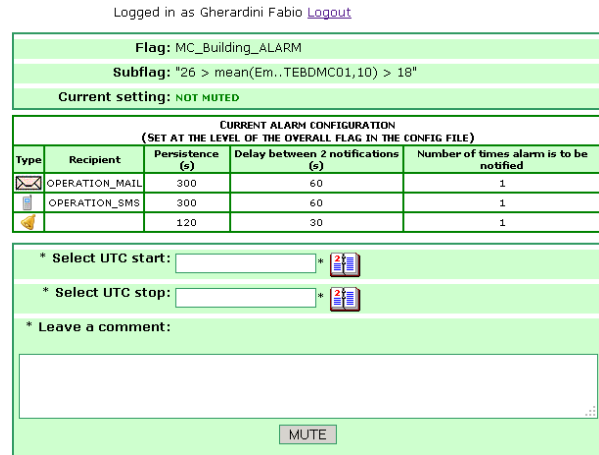 Logged in as Gherardini Fabio Logout
Flag: MC_Building_ALARM
Subflag: "26 > mean(Em..TEBDMC01,10) > 18"
Current setting: NOT MUTED
CURRENT ALARM CONFIGURATION
(SET AT THE LEVEL OF THE OVERALL FLAG IN THE CONFIG FILE)
Type Recipient Persistence (s) Delay between 2 notifications (s) Number of times alarm is to be notified
OPERATION_MAIL 300 60 1
OPERATION_SMS 300 60 1
120 30 1
* Select UTC start: *
* Select UTC stop: *
* Leave a comment:
MUTE